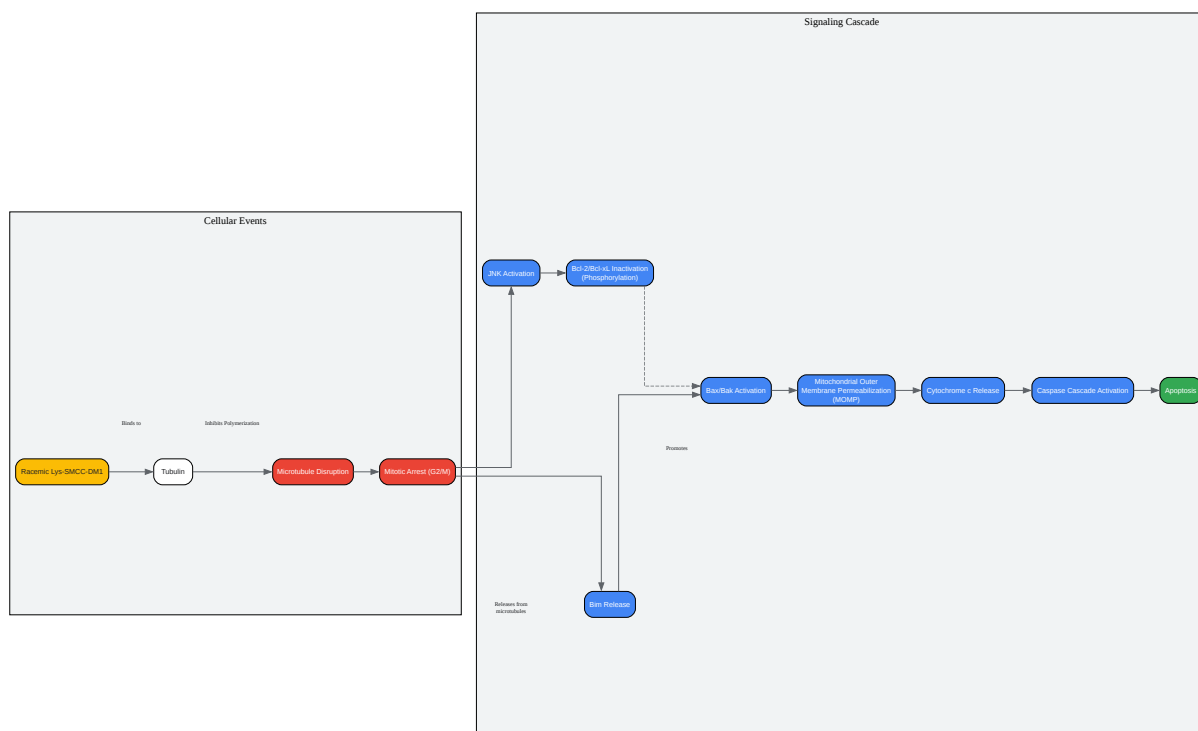 Signaling Cascade
Cellular Events
JNK Activation
Bcl-2/Bcl-xL Inactivation
(Phosphorylation)
Bax/Bak Activation
Mitochondrial Outer
Membrane Permeabilization
(MOMP)
Cytochrome c Release
Caspase Cascade Activation
Apoptosis
Binds to
Inhibits Polymerization
Promotes
Racemic Lys-SMCC-DM1
Tubulin
Microtubule Disruption
Mitotic Arrest (G2/M)
Releases from
microtubules
Bim Release